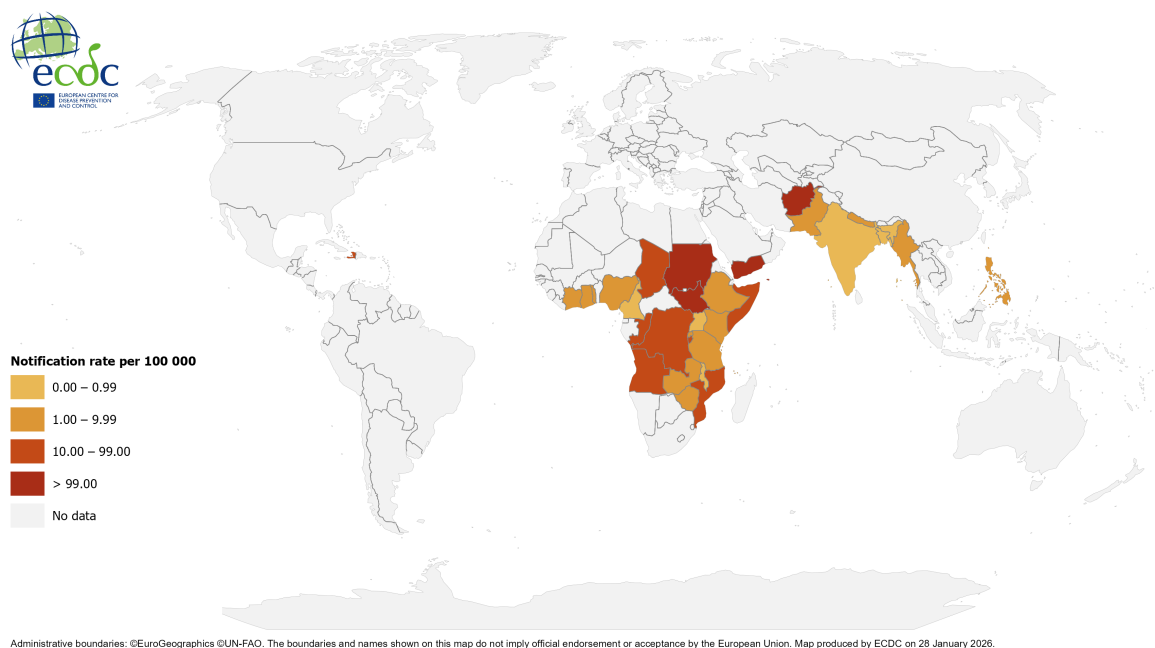 ecdc
EUROPEAN CENTRE FOR
DISEASE PREVENTION
AND CONTROL
Notification rate per 100 000
0.00 – 0.99
1.00 – 9.99
10.00 – 99.00
> 99.00
No data
Administrative boundaries: ©EuroGeographics ©UN-FAO. The boundaries and names shown on this map do not imply official endorsement or acceptance by the European Union. Map produced by ECDC on 28 January 2026.